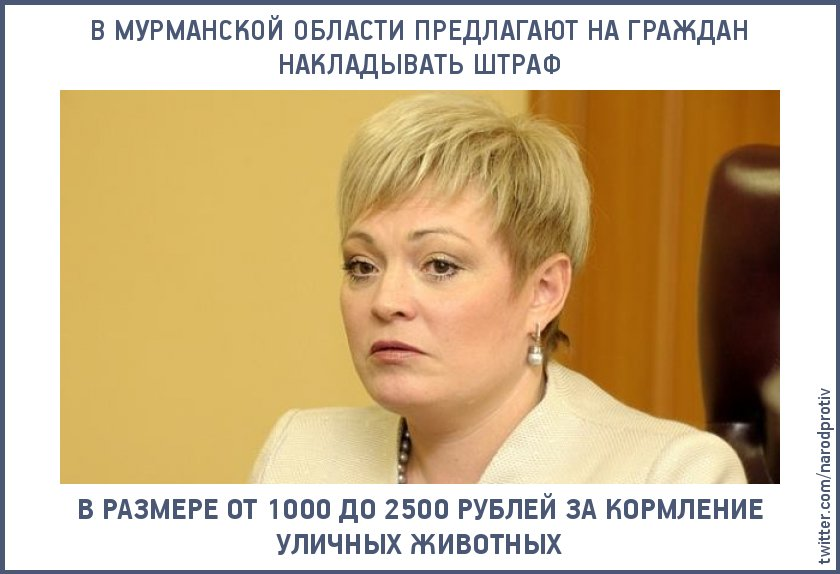 В МУРМАНСКОЙ ОБЛАСТИ ПРЕДЛАГАЮТ НА ГРАЖДАН
НАКЛАДЫВАТЬ ШТРАФ
В РАЗМЕРЕ ОТ 1000 ДО 2500 РУБЛЕЙ ЗА КОРМЛЕНИЕ
УЛИЧНЫХ ЖИВОТНЫХ
twitter.com/narodprotiv